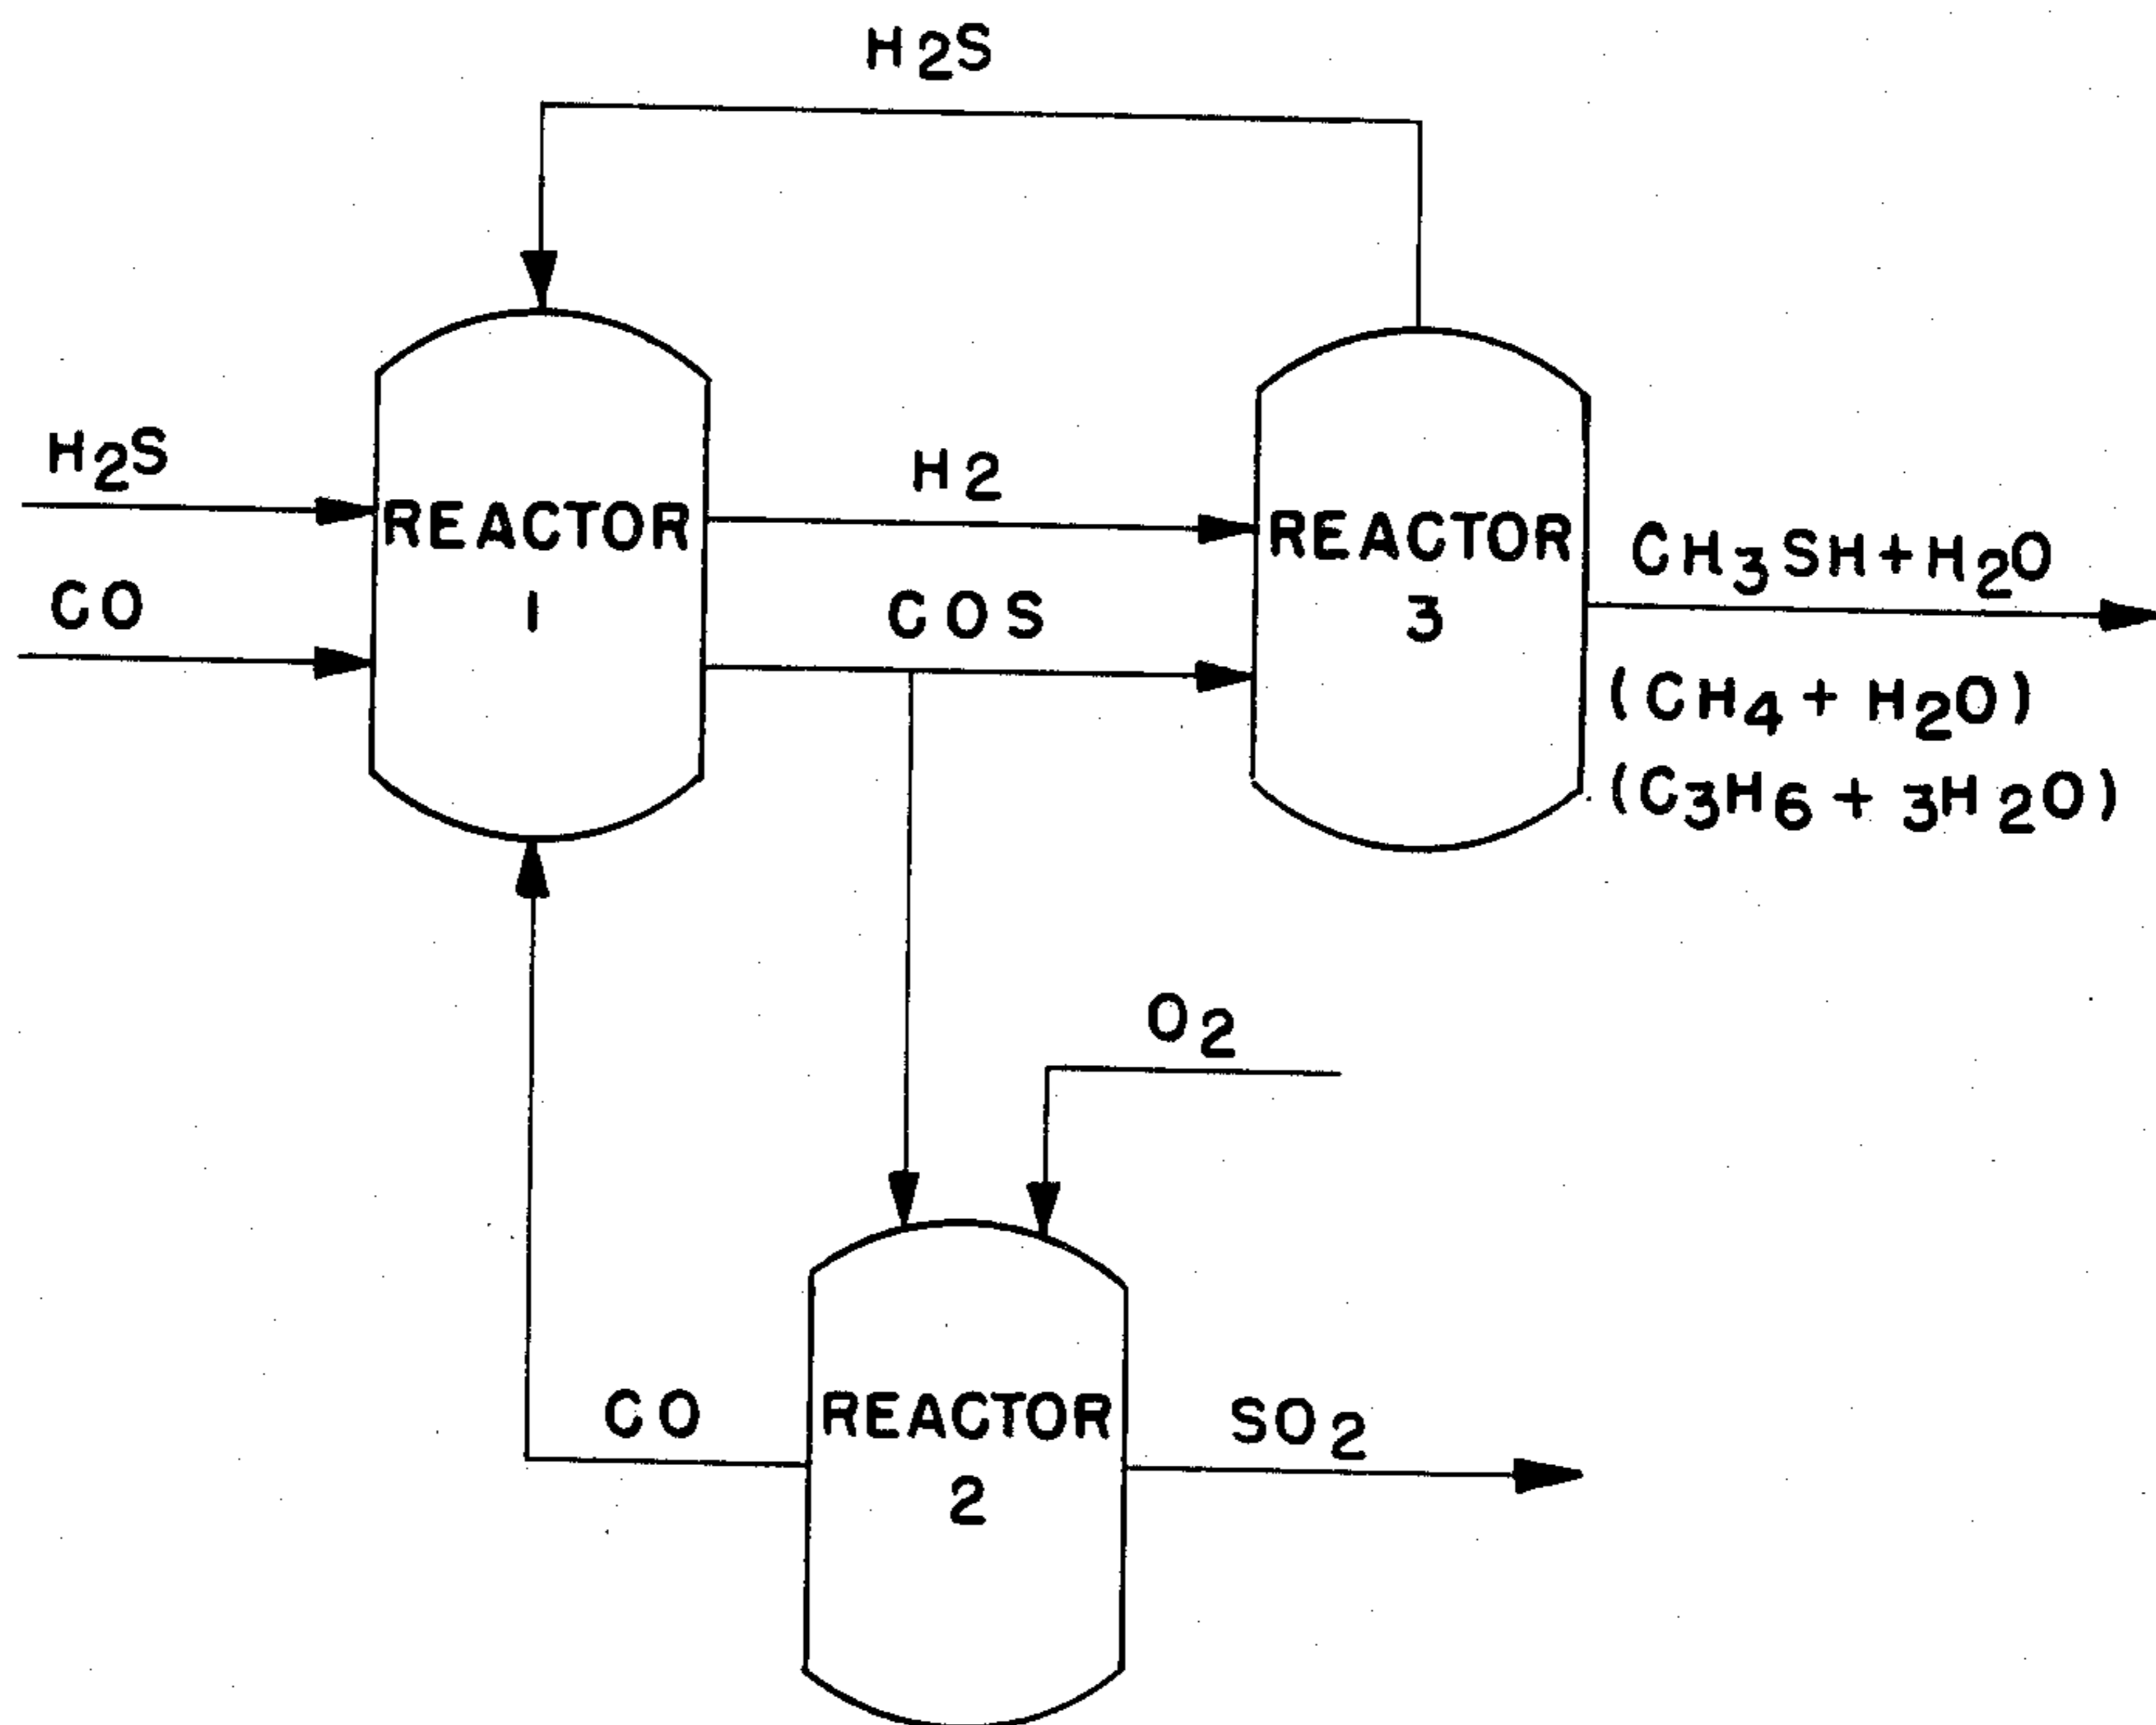 H2S
H2S
REACTOR
1
CO
H2
COS
REACTOR
3
CH3SH+H2O
(CH4 + H2O)
(C3H6 + 3H2O)
O2
CO
REACTOR
2
SO2